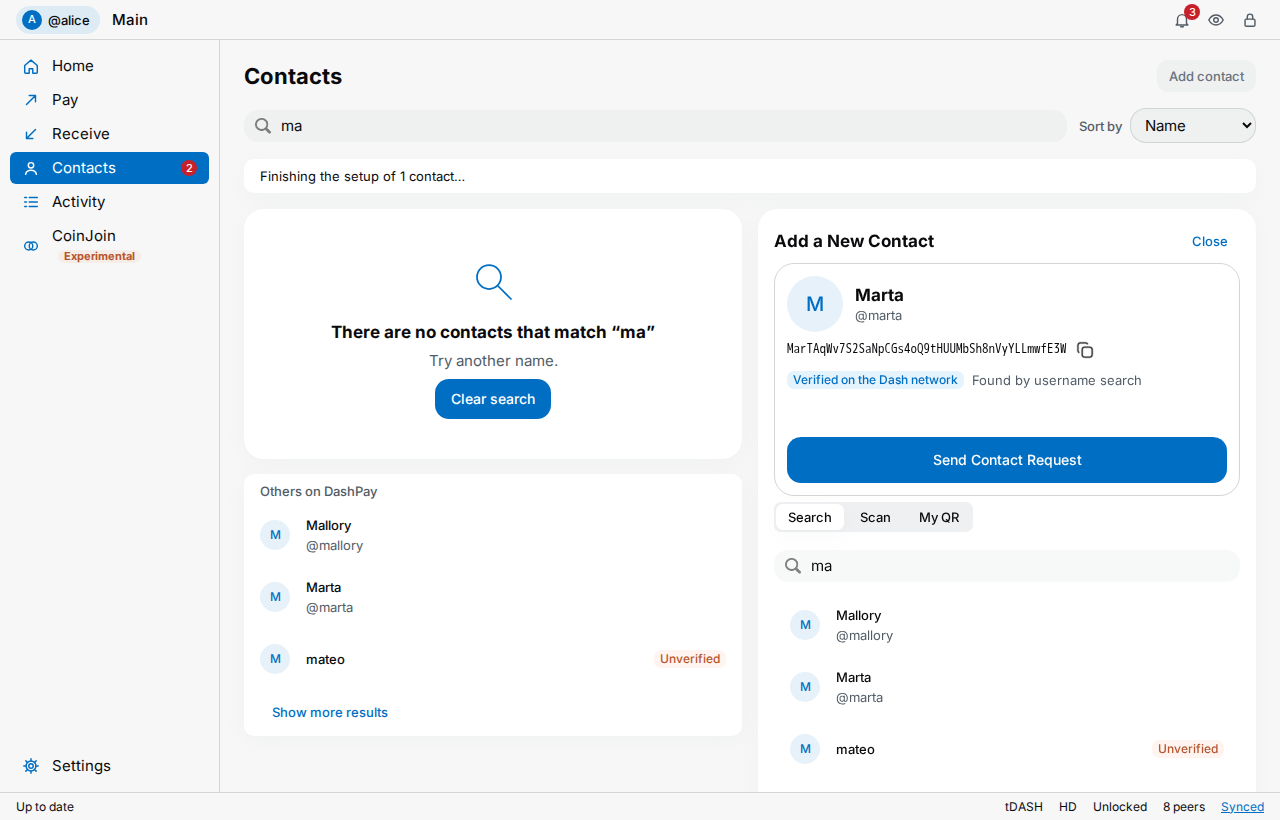 A @alice Main 3
Home
Pay
Receive
Contacts 2
Activity
CoinJoin
Experimental
Settings
Contacts
Add contact
ma
Sort by Name
Finishing the setup of 1 contact...
There are no contacts that match “ma”
Try another name.
Clear search
Others on DashPay
M Mallory
@mallory
M Marta
@marta
M mateo Unverified
Show more results
Add a New Contact Close
M Marta
@marta
MarTAqWv7S2SaNpCGs4oQ9tHUUMbSh8nVyYLLmwfE3W
Verified on the Dash network Found by username search
Send Contact Request
Search Scan My QR
ma
M Mallory
@mallory
M Marta
@marta
M mateo Unverified
Up to date tDASH HD Unlocked 8 peers Synced